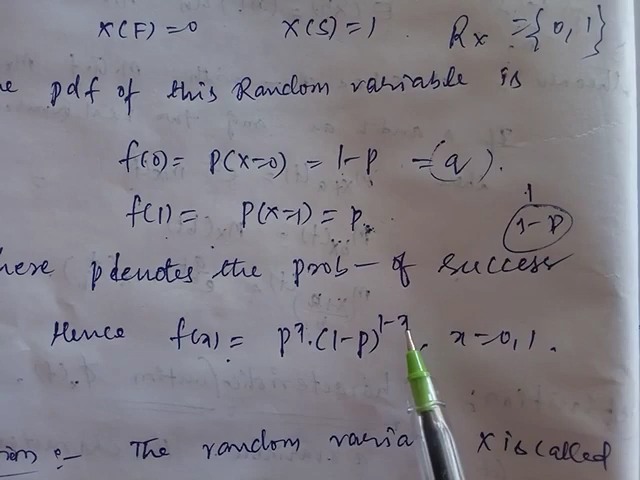 X(F)=0 X(S)=1 Rx = {0,1}
pdf of this Random variable is
f(0)= P(X=0) = 1-p =(q).
f(1)= P(X=1) = p.
1
1-P
p denotes the prob- of success
Hence f(x)= p^x.(1-p)^1-x, x=0,1.
:- The random X is called